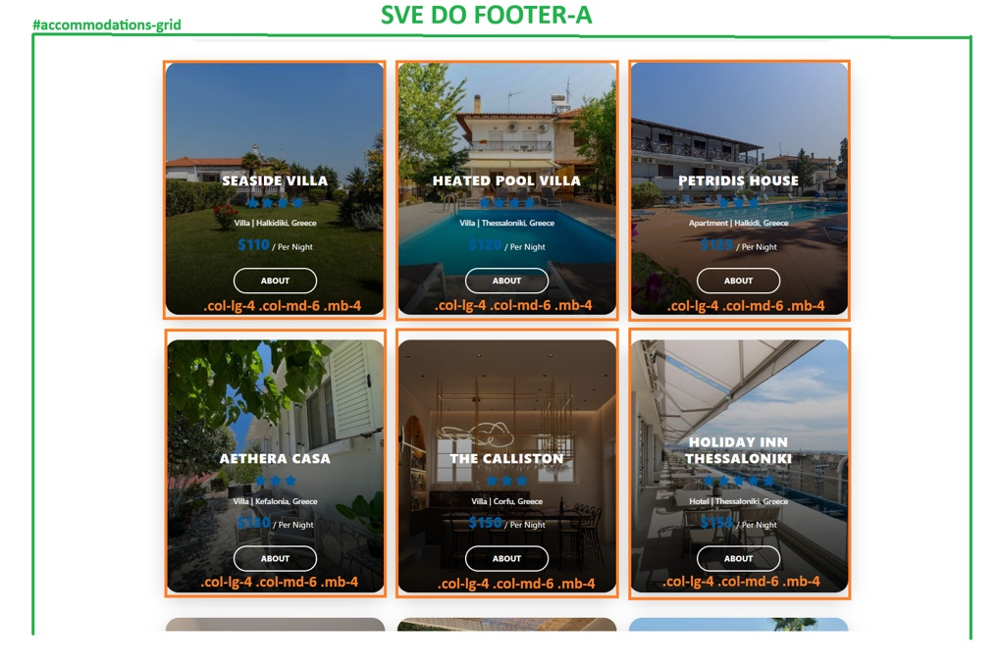 SVE DO FOOTER-A
#accommodations-grid
SEASIDE VILLA
Villa | Halkidiki, Greece
$110 / Per Night
ABOUT
.col-lg-4 .col-md-6 .mb-4
HEATED POOL VILLA
Villa | Thessaloniki, Greece
$120 / Per Night
ABOUT
.col-lg-4 .col-md-6 .mb-4
PETRIDIS HOUSE
Apartment | Halkidi, Greece
/ Per Night
ABOUT
.col-lg-4 .col-md-6 .mb-4
AETHERA CASA
Villa | Kefalonia, Greece
/ Per Night
ABOUT
.col-lg-4 .col-md-6 .mb-4
THE CALLISTON
Villa | Corfu, Greece
$150 / Per Night
ABOUT
.col-lg-4 .col-md-6 .mb-4
HOLIDAY INN
THESSALONIKI
Hotel | Thessaloniki, Greece
/ Per Night
ABOUT
.col-lg-4 .col-md-6 .mb-4